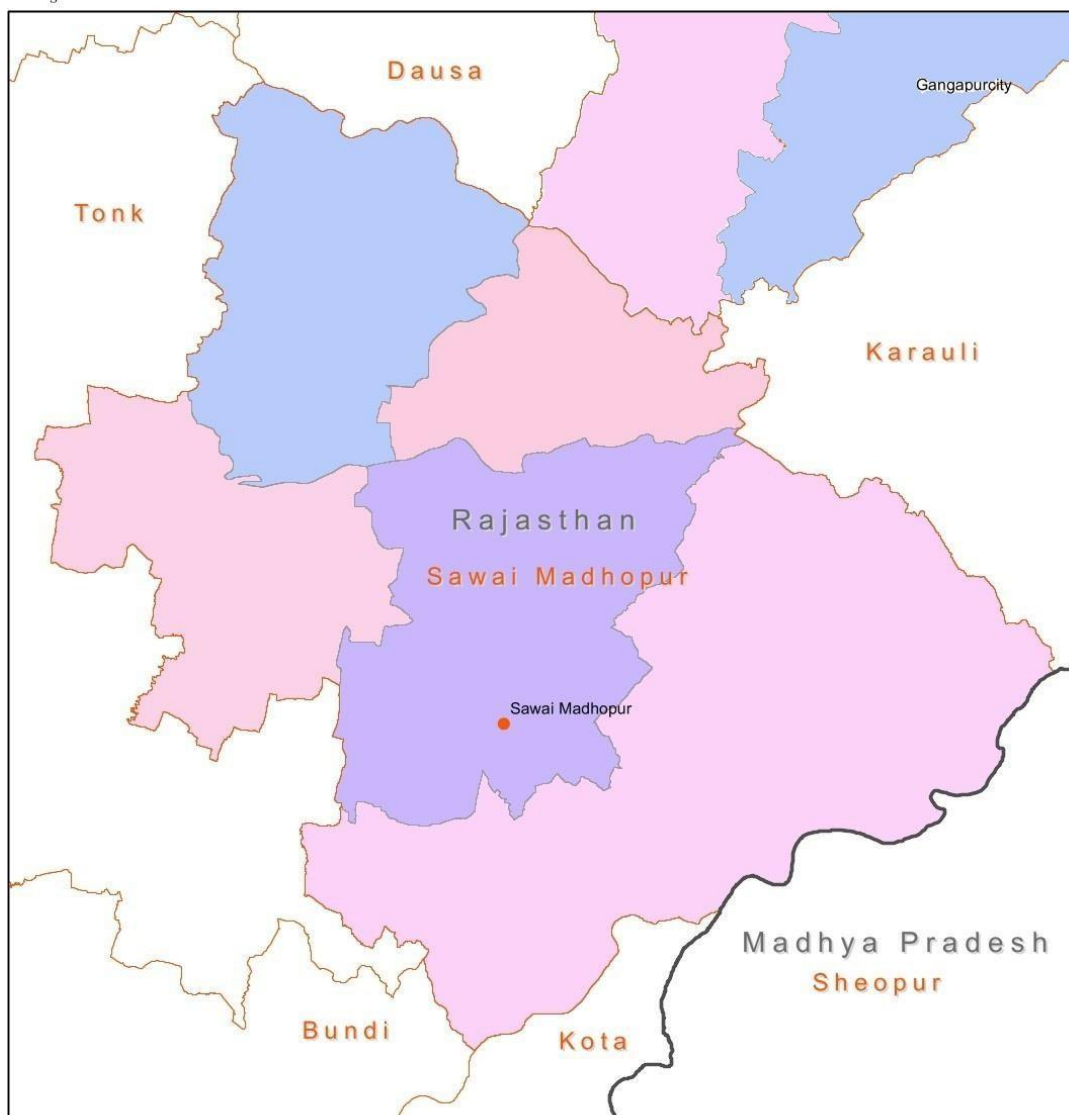 Dausa
Gangapurcity
Tonk
Karauli
Rajasthan
Sawai Madhopur
Sawai Madhopur
Madhya Pradesh
Sheopur
Bundi
Kota